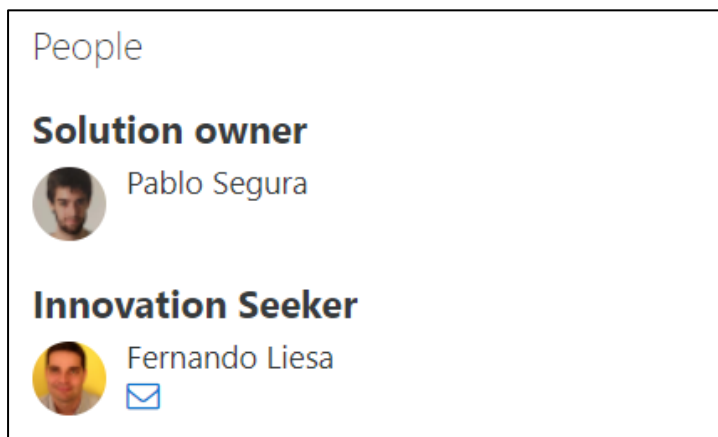 People
Solution owner
Pablo Segura
Innovation Seeker
Fernando Liesa